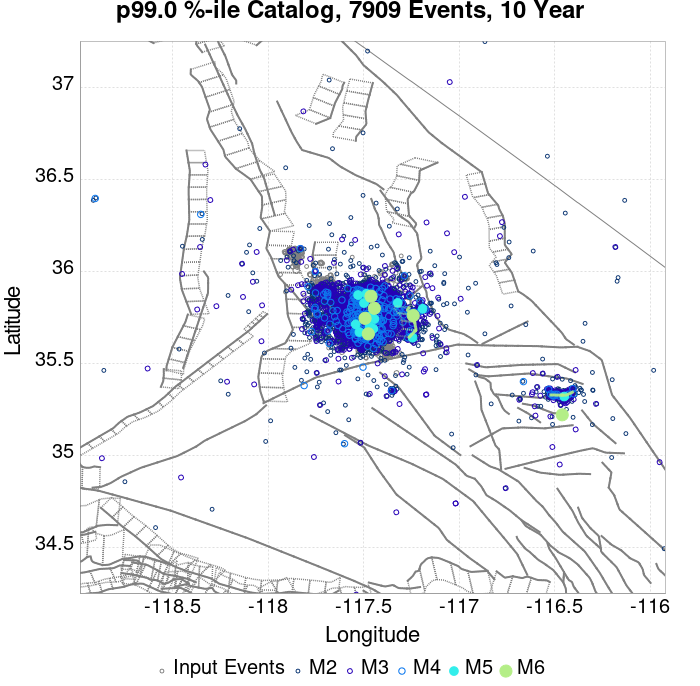 p99.0 %-ile Catalog, 7909 Events, 10 Year
37
36.5
36
35.5
35
34.5
Latitude
-118.5 -118 -117.5 -117 -116.5 -116
Longitude
Input Events M2 M3 M4 M5 M6